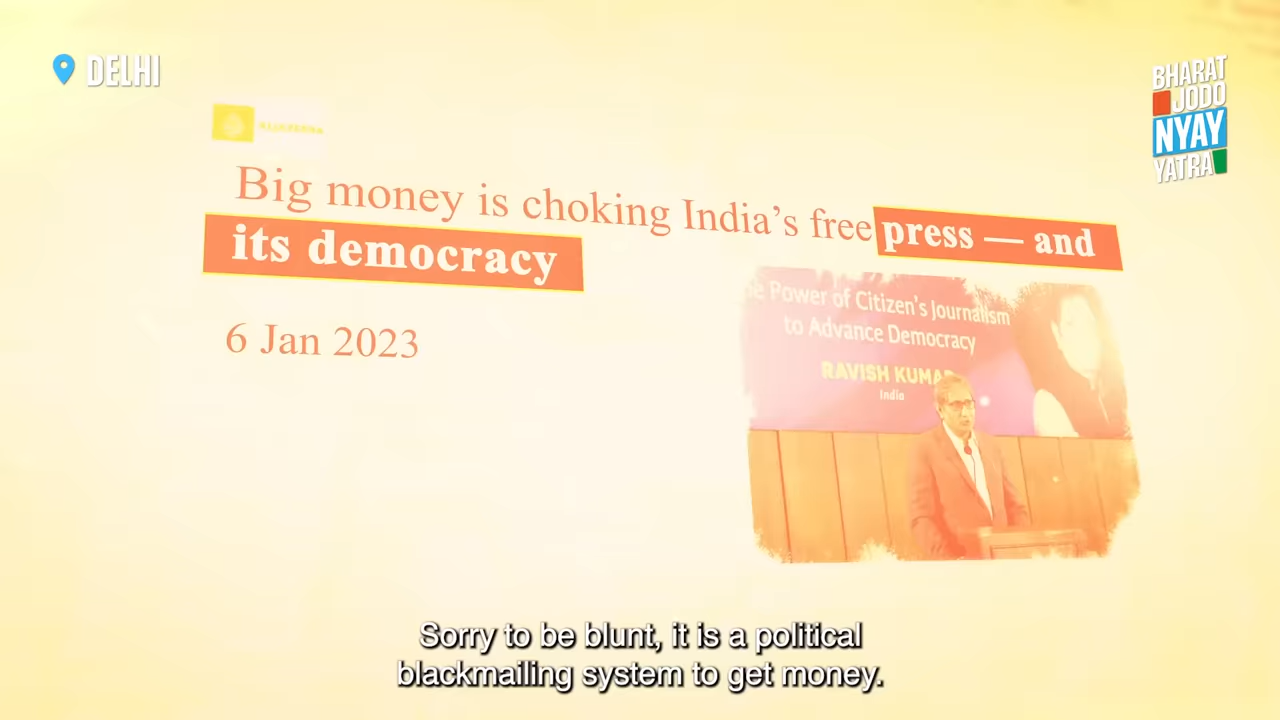 DELHI
BHARAT
JODO
NYAY
YATRA
Big money is choking India's free press — and
its democracy
6 Jan 2023
Power of Citizen's Journalism
to Advance Democracy
RAVISH KUMAR
India
Sorry to be blunt, it is a political
blackmailing system to get money.